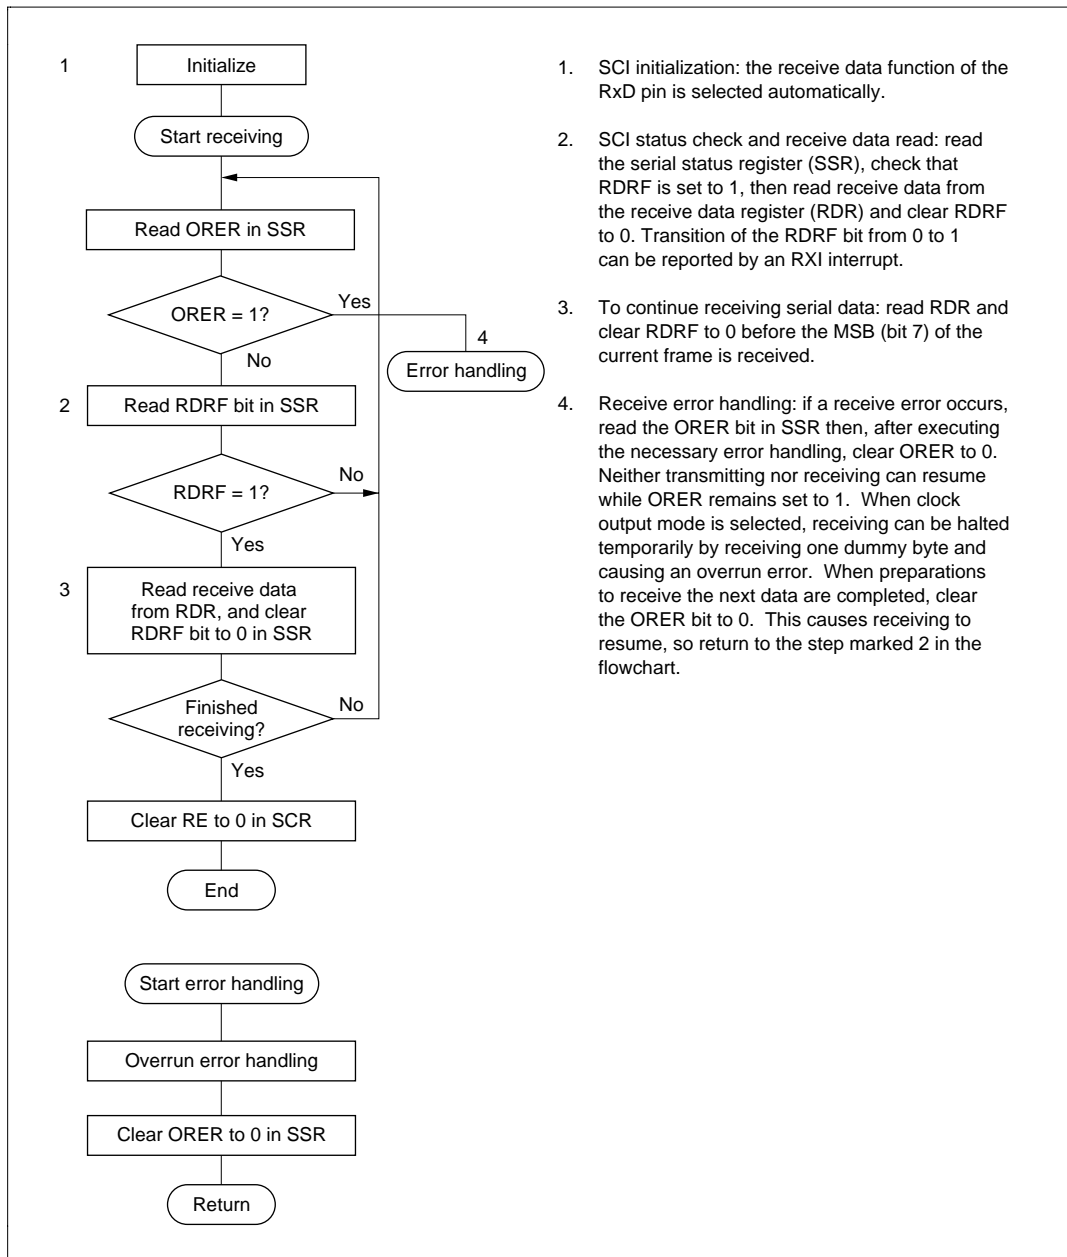 1
Initialize
Start receiving
Read ORER in SSR
ORER = 1?
Yes
No
4
Error handling
2
Read RDRF bit in SSR
RDRF = 1?
No
Yes
3
Read receive data
from RDR, and clear
RDRF bit to 0 in SSR
Finished
receiving?
No
Yes
Clear RE to 0 in SCR
End
Start error handling
Overrun error handling
Clear ORER to 0 in SSR
Return
1. SCI initialization: the receive data function of the
RxD pin is selected automatically.
2. SCI status check and receive data read: read
the serial status register (SSR), check that
RDRF is set to 1, then read receive data from
the receive data register (RDR) and clear RDRF
to 0. Transition of the RDRF bit from 0 to 1
can be reported by an RXI interrupt.
3. To continue receiving serial data: read RDR and
clear RDRF to 0 before the MSB (bit 7) of the
current frame is received.
4. Receive error handling: if a receive error occurs,
read the ORER bit in SSR then, after executing
the necessary error handling, clear ORER to 0.
Neither transmitting nor receiving can resume
while ORER remains set to 1. When clock
output mode is selected, receiving can be halted
temporarily by receiving one dummy byte and
causing an overrun error. When preparations
to receive the next data are completed, clear
the ORER bit to 0. This causes receiving to
resume, so return to the step marked 2 in the
flowchart.